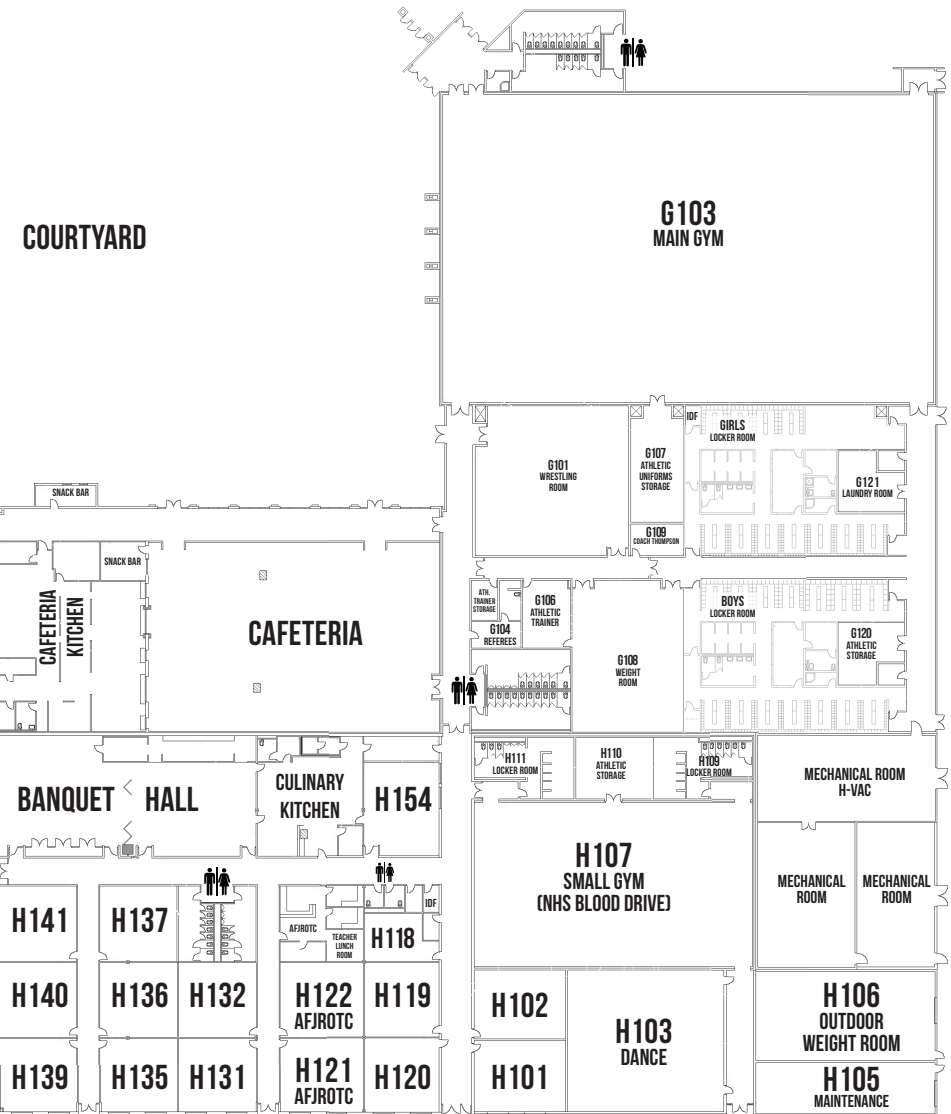 COURTYARD
G103
MAIN GYM
IDF
GIRLS
LOCKER ROOM
G101
WRESTLING
ROOM
G107
ATHLETIC
UNIFORMS
STORAGE
G121
LAUNDRY ROOM
SNACK BAR
G109
COACH THOMPSON
SNACK BAR
CAFETERIA
KITCHEN
CAFETERIA
ATH.
TRAINER
STORAGE
G106
ATHLETIC
TRAINER
G104
REFEREES
BOYS
LOCKER ROOM
G120
ATHLETIC
STORAGE
G108
WEIGHT
ROOM
H111
LOCKER ROOM
H110
ATHLETIC
STORAGE
H109
LOCKER ROOM
MECHANICAL ROOM
H-VAC
BANQUET HALL
CULINARY
KITCHEN
H154
H107
SMALL GYM
(NHS BLOOD DRIVE)
MECHANICAL
ROOM
MECHANICAL
ROOM
H141
H137
AFJROTC
TEACHER
LUNCH
ROOM
IDF
H118
H140
H136
H132
H122
AFJROTC
H119
H102
H103
DANCE
H106
OUTDOOR
WEIGHT ROOM
H139
H135
H131
H121
AFJROTC
H120
H101
H105
MAINTENANCE